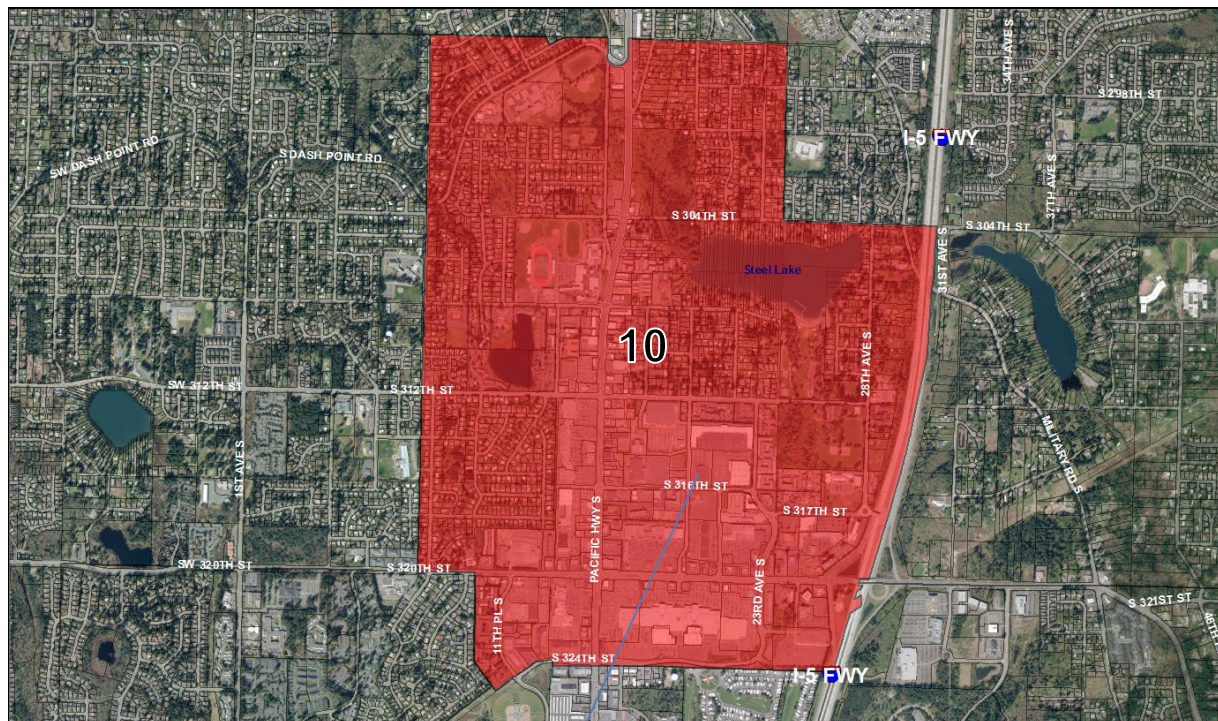 34TH AVE S
S 298TH ST
I-5 FWY
SW DASH POINT RD
S DASH POINT RD
37TH AVE S
S 304TH ST
S 304TH ST
31ST AVE S
Steel Lake
10
28TH AVE S
SW 312TH ST
S 312TH ST
MILITARY RD S
1ST AVE S
S 316TH ST
S 317TH ST
PACIFIC HWY S
SW 320TH ST
S 320TH ST
23RD AVE S
11TH PL S
S 321ST ST
46TH
S 324TH ST
I-5 FWY